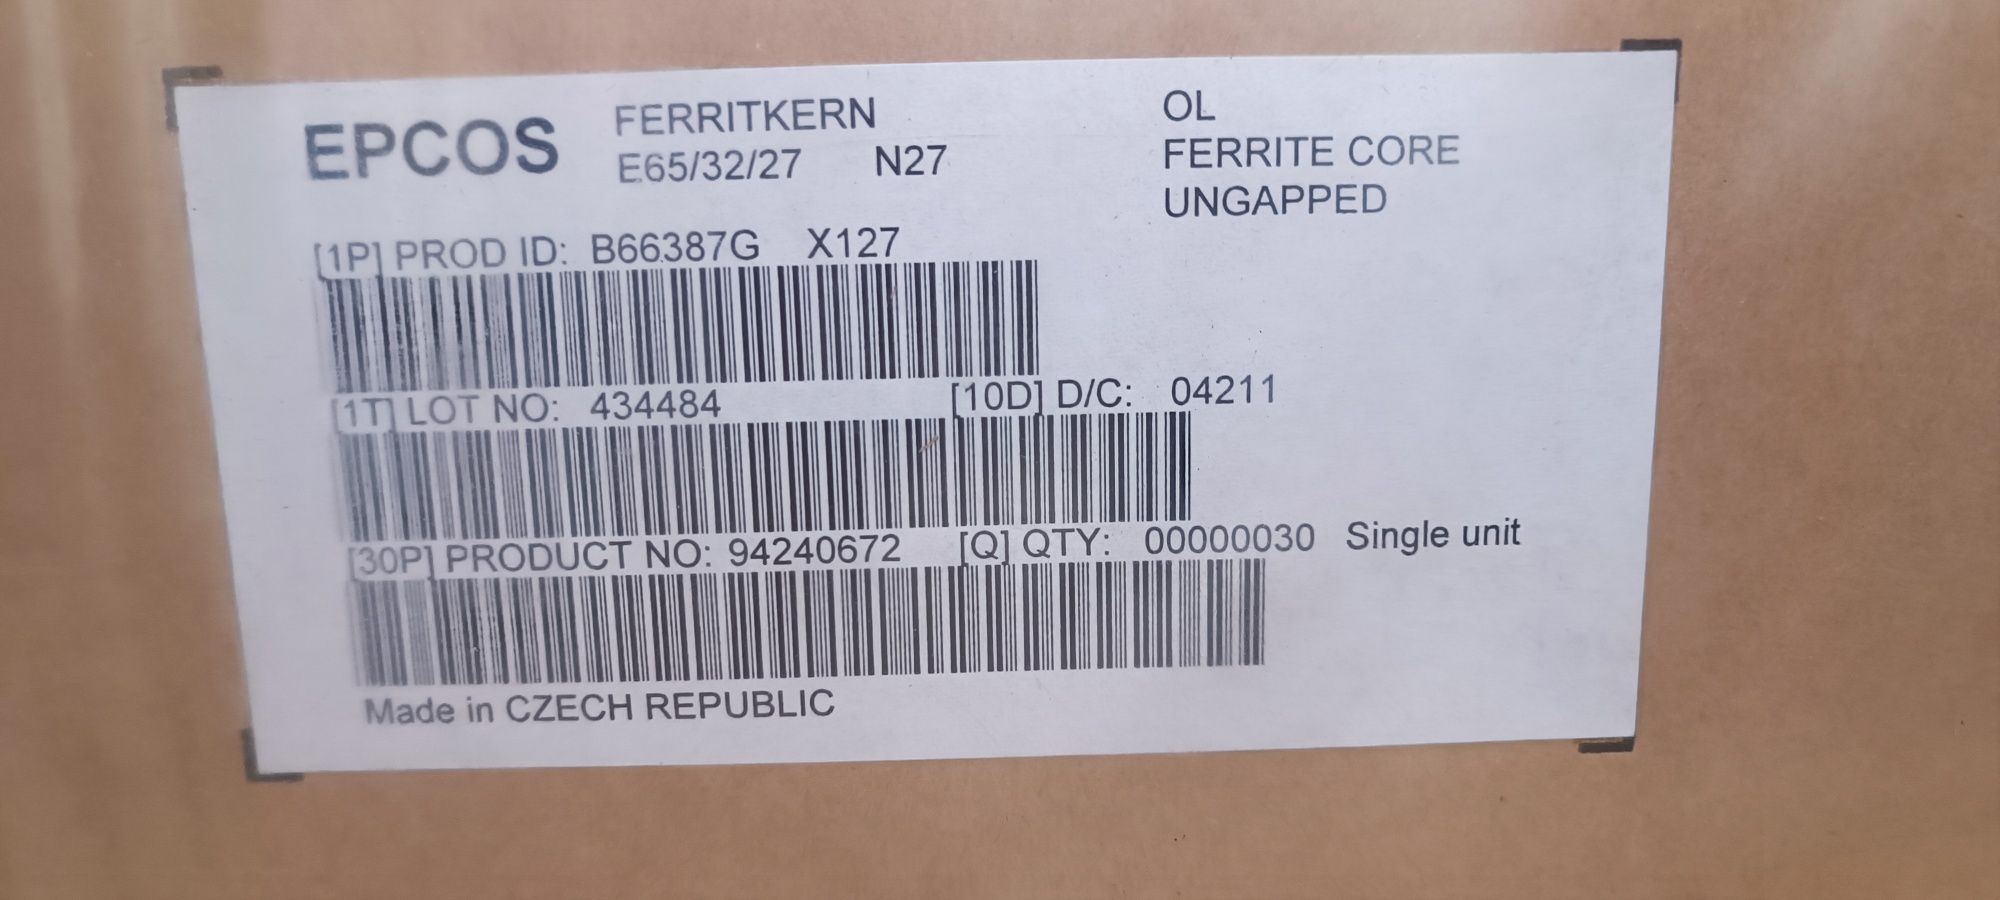 EPCOS FERRITKERN OL
E65/32/27 N27 FERRITE CORE
UNGAPPED
[1P] PROD ID: B66387G X127
[1T] LOT NO: 434484 [10D] D/C: 04211
[30P] PRODUCT NO: 94240672 [Q] QTY: 00000030 Single unit
Made in CZECH REPUBLIC